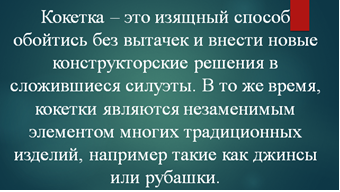 Кокетка – это изящный способ
обойтись без вытачек и внести новые
конструкторские решения в
сложившиеся силуэты. В то же время,
кокетки являются незаменимым
элементом многих традиционных
изделий, например такие как джинсы
или рубашки.